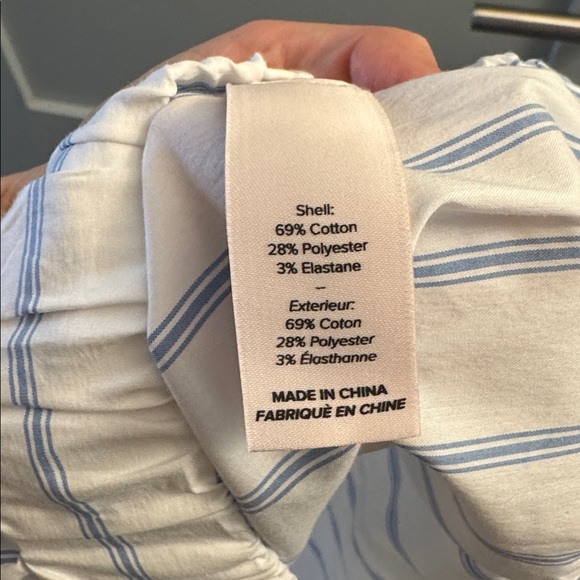 Shell:
69% Cotton
28% Polyester
3% Elastane
–
Exterieur:
69% Coton
28% Polyester
3% Élasthanne
MADE IN CHINA
FABRIQUÈ EN CHINE